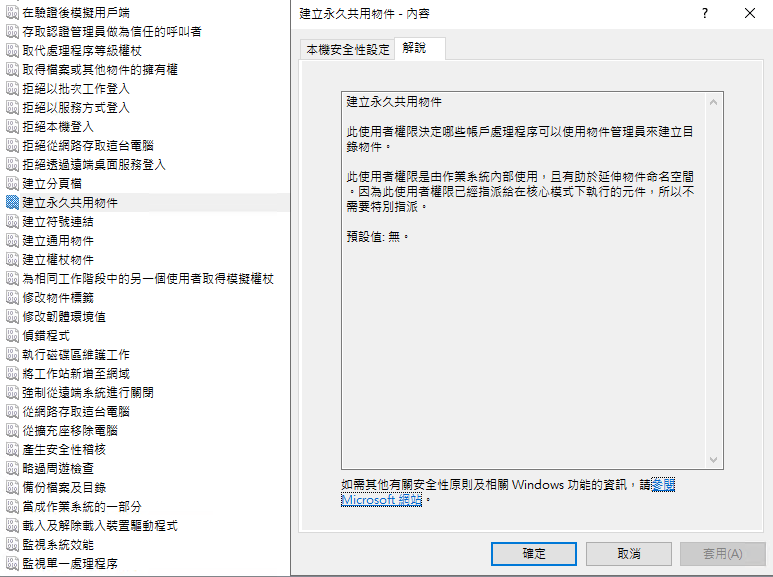 在驗證後模擬用戶端
存取認證管理員做為信任的呼叫者
取代處理程序等級權杖
取得檔案或其他物件的擁有權
拒絕以批次工作登入
拒絕以服務方式登入
拒絕本機登入
拒絕從網路存取這台電腦
拒絕透過遠端桌面服務登入
建立分頁檔
建立永久共用物件
建立符號連結
建立通用物件
建立權杖物件
為相同工作階段中的另一個使用者取得模擬權杖
修改物件標籤
修改韌體環境值
偵錯程式
執行磁碟區維護工作
將工作站新增至網域
強制從遠端系統進行關閉
從網路存取這台電腦
從擴充座移除電腦
產生安全性稽核
略過周遊檢查
備份檔案及目錄
當成作業系統的一部分
載入及解除載入裝置驅動程式
監視系統效能
監視單一處理程序
建立永久共用物件 - 內容
?
本機安全性設定 解說
建立永久共用物件
此使用者權限決定哪些帳戶處理程序可以使用物件管理員來建立目
錄物件。
此使用者權限是由作業系統內部使用，且有助於延伸物件命名空間
。因為此使用者權限已經指派給在核心模式下執行的元件，所以不
需要特別指派。
預設值: 無。
如需其他有關安全性原則及相關 Windows 功能的資訊，請參閱
Microsoft 網站。
確定 取消 套用(A)